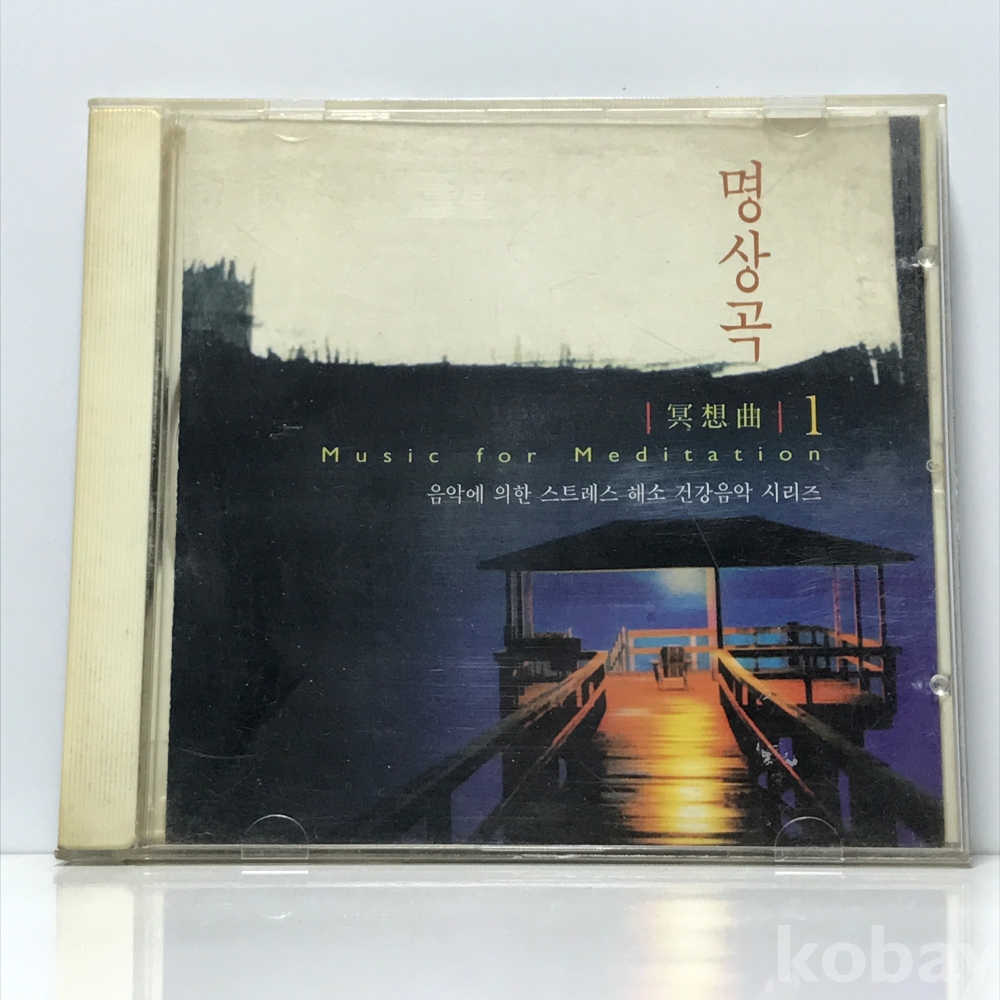 명상곡
|冥想曲| 1
Music for Meditation
음악에 의한 스트레스 해소 건강음악 시리즈
kobay